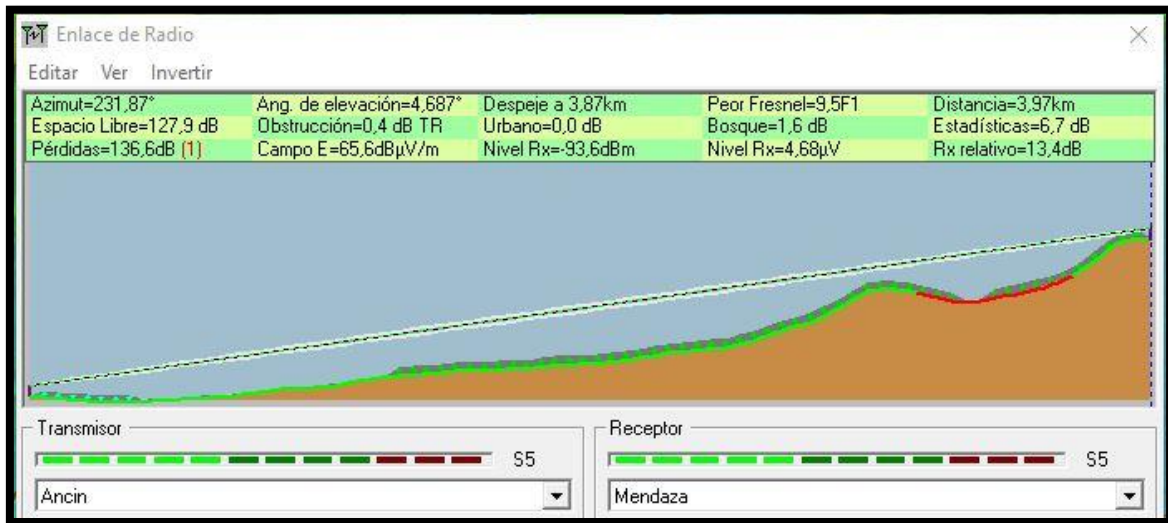 Enlace de Radio
Editar Ver Invertir
Azimut=231,87° Ang. de elevación=4,687° Despeje a 3,87km Peor Fresnel=9,5F1 Distancia=3,97km
Espacio Libre=127,9 dB Obstrucción=0,4 dB TR Urbano=0,0 dB Bosque=1,6 dB Estadísticas=6,7 dB
Pérdidas=136,6dB (1) Campo E=65,6dBµV/m Nivel Rx=-93,6dBm Nivel Rx=4,68µV Rx relativo=13,4dB
Transmisor Receptor
S5 S5
Ancin Mendaza